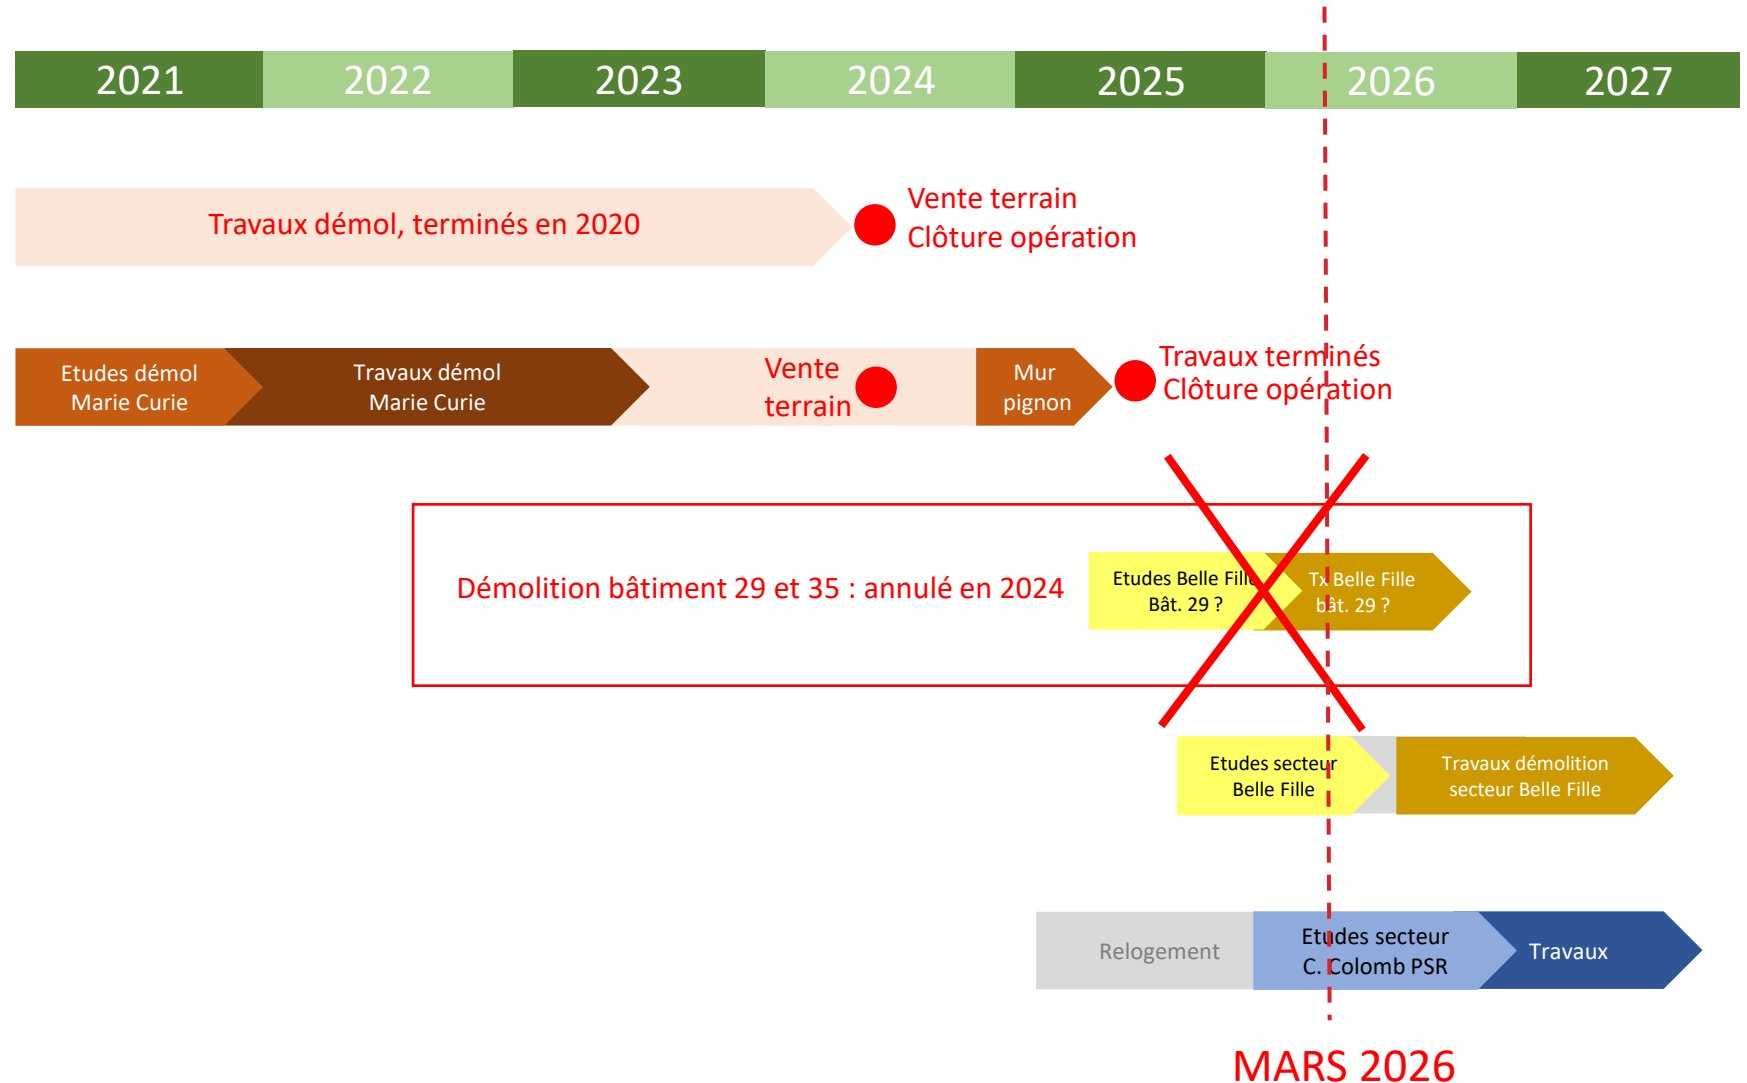 2021 2022 2023 2024 2025 2026 2027
Travaux démol, terminés en 2020
Vente terrain
Clôture opération
Etudes démol
Marie Curie
Travaux démol
Marie Curie
Vente
terrain
Mur
pignon
Travaux terminés
Clôture opération
Démolition bâtiment 29 et 35 : annulé en 2024
Etudes Belle Fille
Bât. 29 ?
Tx Belle Fille
bât. 29 ?
Etudes secteur
Belle Fille
Travaux démolition
secteur Belle Fille
Relogement
Etudes secteur
C. Colomb PSR
Travaux
MARS 2026